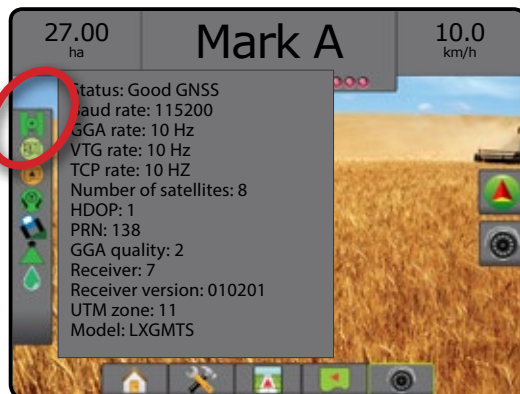 27.00
ha
Mark A
10.0
km/h
Status: Good GNSS
Baud rate: 115200
GGA rate: 10 Hz
VTG rate: 10 Hz
TCP rate: 10 HZ
Number of satellites: 8
HDOP: 1
PRN: 138
GGA quality: 2
Receiver: 7
Receiver version: 010201
UTM zone: 11
Model: LXGMTS